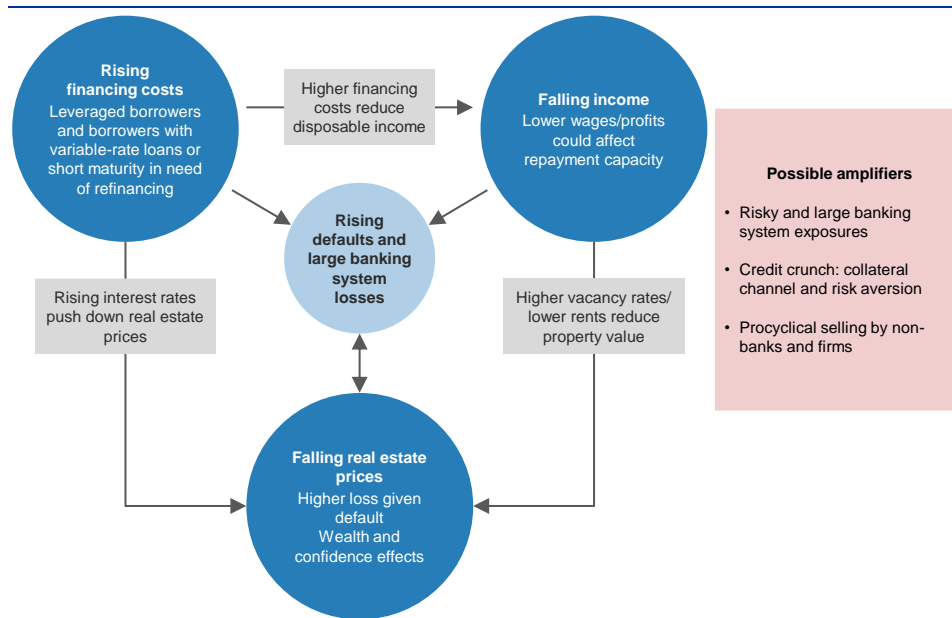 Rising
financing costs
Leveraged borrowers
and borrowers with
variable-rate loans or
short maturity in need
of refinancing
Higher financing
costs reduce
disposable income
Falling income
Lower wages/profits
could affect
repayment capacity
Rising
defaults and
large banking
system
losses
Rising interest rates
push down real estate
prices
Higher vacancy rates/
lower rents reduce
property value
Falling real estate
prices
Higher loss given
default
Wealth and
confidence effects
Possible amplifiers
• Risky and large banking
system exposures
• Credit crunch: collateral
channel and risk aversion
• Procyclical selling by non-
banks and firms